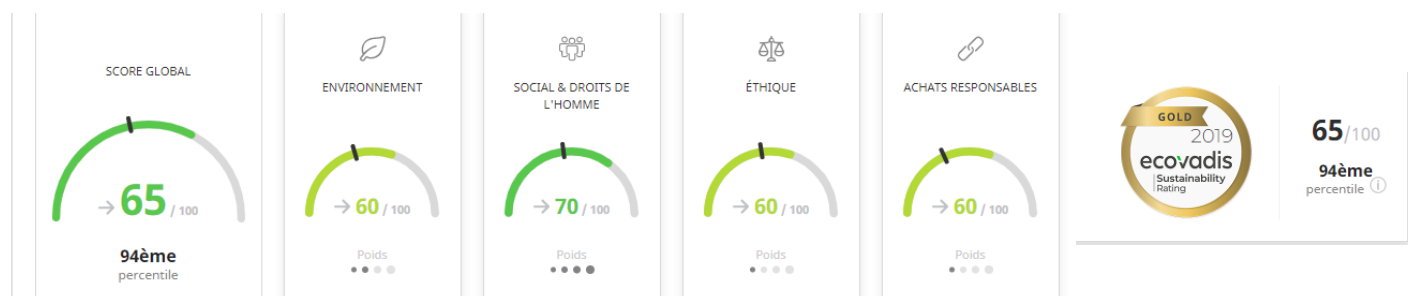 SCORE GLOBAL
65 / 100
94ème
percentile
ENVIRONNEMENT
60 / 100
Poids
SOCIAL & DROITS DE
L'HOMME
70 / 100
Poids
ÉTHIQUE
60 / 100
Poids
ACHATS RESPONSABLES
60 / 100
Poids
GOLD
2019
ecovadis
Sustainability
Rating
65/100
94ème
percentile